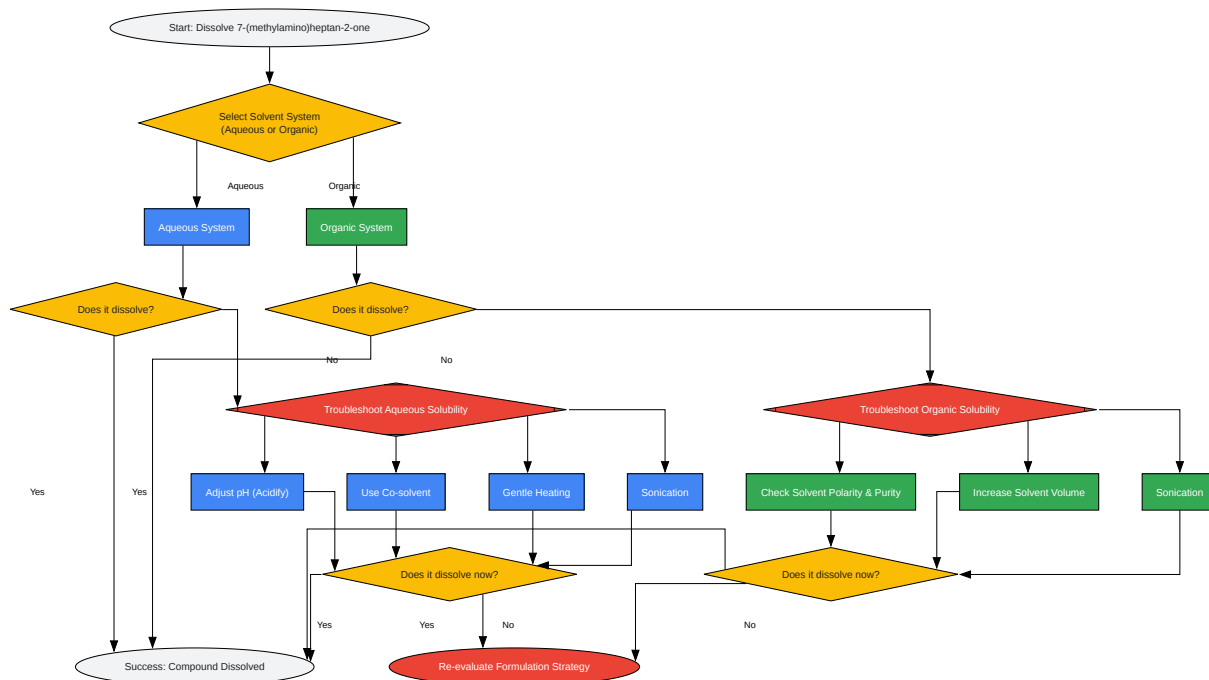 Start: Dissolve 7-(methylamino)heptan-2-one
Select Solvent System
(Aqueous or Organic)
Aqueous
Organic
Aqueous System
Organic System
Does it dissolve?
Does it dissolve?
No
No
Troubleshoot Aqueous Solubility
Troubleshoot Organic Solubility
Yes
Yes
Adjust pH (Acidify)
Use Co-solvent
Gentle Heating
Sonication
Check Solvent Polarity & Purity
Increase Solvent Volume
Sonication
Does it dissolve now?
Does it dissolve now?
Yes
Yes
No
No
Success: Compound Dissolved
Re-evaluate Formulation Strategy